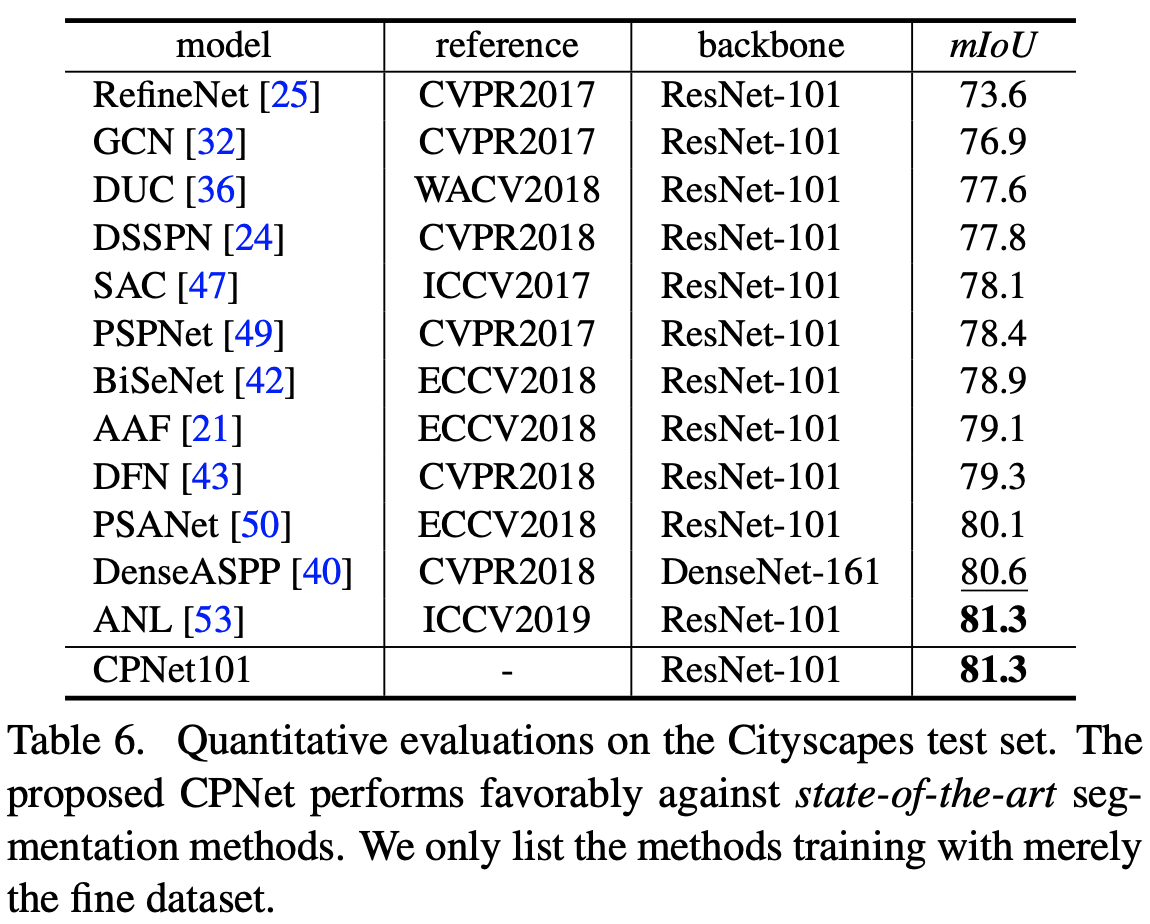 model reference backbone mIoU
RefineNet [25] CVPR2017 ResNet-101 73.6
GCN [32] CVPR2017 ResNet-101 76.9
DUC [36] WACV2018 ResNet-101 77.6
DSSPN [24] CVPR2018 ResNet-101 77.8
SAC [47] ICCV2017 ResNet-101 78.1
PSPNet [49] CVPR2017 ResNet-101 78.4
BiSeNet [42] ECCV2018 ResNet-101 78.9
AAF [21] ECCV2018 ResNet-101 79.1
DFN [43] CVPR2018 ResNet-101 79.3
PSANet [50] ECCV2018 ResNet-101 80.1
DenseASPP [40] CVPR2018 DenseNet-161 80.6
ANL [53] ICCV2019 ResNet-101 81.3
CPNet101 - ResNet-101 81.3
Table 6. Quantitative evaluations on the Cityscapes test set. The
proposed CPNet performs favorably against state-of-the-art seg-
mentation methods. We only list the methods training with merely
the fine dataset.